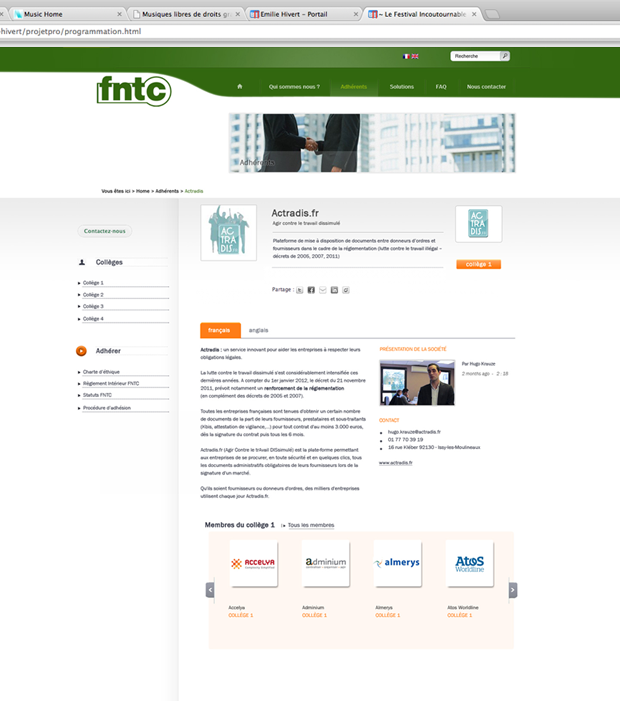 Music Home
Musiques libres de droits gr
Emilie Hivert – Portail
~ Le Festival Incoutournable
hivert/projetpro/programmation.html
Recherche
fntc
Qui sommes nous ?
Adhérents
Solutions
FAQ
Nous contacter
Adhérents
Vous êtes ici > Home > Adhérents > Actradis
Contactez-nous
Collèges
Collège 1
Collège 2
Collège 3
Collège 4
Adhérer
Charte d'éthique
Règlement Intérieur FNTC
Statuts FNTC
Procédure d'adhésion
ACTRADIS
Actradis.fr
Agir contre le travail dissimulé
Plateforme de mise à disposition de documents entre donneurs d'ordres et
fournisseurs dans le cadre de la réglementation (lutte contre le travail illégal –
décrets de 2005, 2007, 2011)
Partage :
ACTRADIS
collège 1
français
anglais
Actradis : un service innovant pour aider les entreprises à respecter leurs
obligations légales.
La lutte contre le travail dissimulé s'est considérablement intensifiée ces
dernières années. A compter du 1er janvier 2012, le décret du 21 novembre
2011, prévoit notamment un renforcement de la réglementation
(en complément des décrets de 2005 et 2007).
Toutes les entreprises françaises sont tenues d'obtenir un certain nombre
de documents de la part de leurs fournisseurs, prestataires et sous-traitants
(Kbis, attestation de vigilance,..) pour tout contrat d'au moins 3.000 euros,
dès la signature du contrat puis tous les 6 mois.
Actradis.fr (Agir Contre le tRAvail DISsimulé) est la plate-forme permettant
aux entreprises de se procurer, en toute sécurité et en quelques clics, tous
les documents administratifs obligatoires de leurs fournisseurs lors de la
signature d'un marché.
Qu'ils soient fournisseurs ou donneurs d'ordres, des milliers d'entreprises
utilisent chaque jour Actradis.fr.
PRÉSENTATION DE LA SOCIÉTÉ
Par Hugo Krauze
2 months ago - 2 : 18
CONTACT
hugo.krauze@actradis.fr
01 77 70 39 19
16 rue Kléber 92130 - Issy-les-Moulineaux
www.actradis.fr
Membres du collège 1
Tous les membres
ACCELYA
adminium
almerys
Atos
Worldline
Accelya
Adminium
Almerys
Atos Worldline
COLLÈGE 1
COLLÈGE 1
COLLÈGE 1
COLLÈGE 1